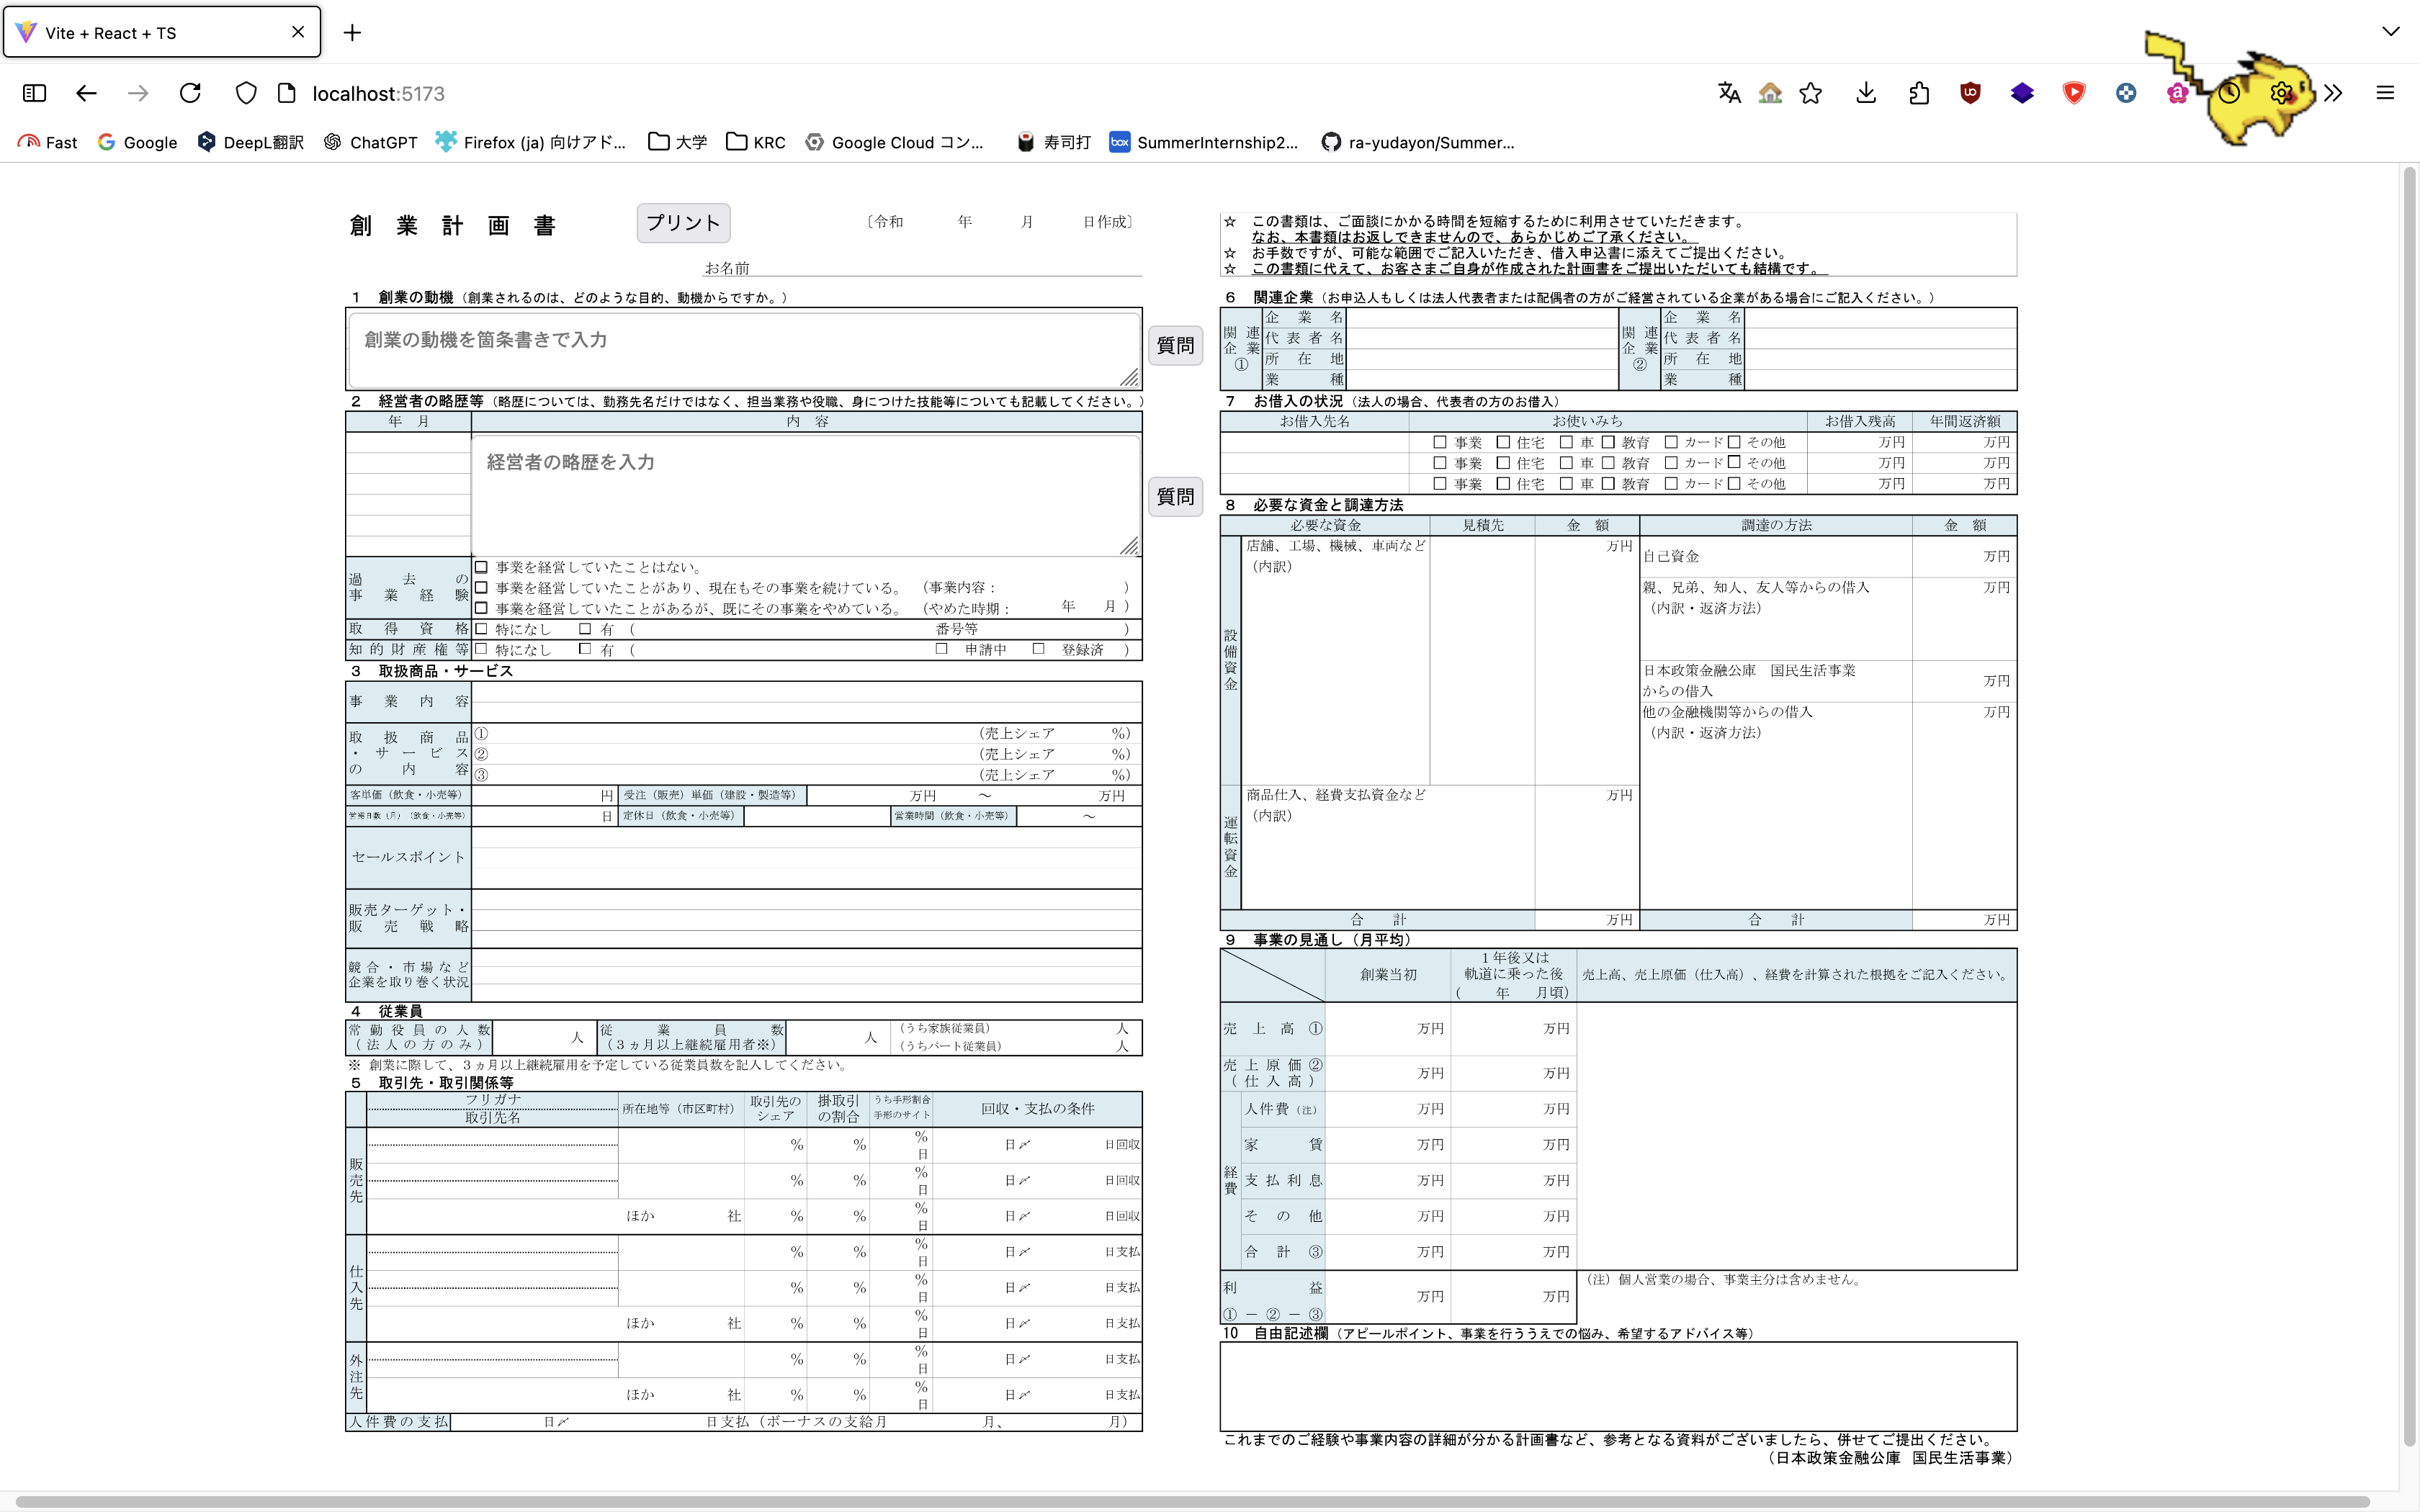 Vite + React + TS
localhost:5173
Fast Google DeepL翻訳 ChatGPT Firefox (ja) 向けアド... 大学 KRC Google Cloud コン... 寿司打 SummerInternship2... ra-yudayon/Summer...
創業計画書
プリント
〔令和 年 月 日作成〕
お名前
1 創業の動機（創業されるのは、どのような目的、動機からですか。）
創業の動機を箇条書きで入力
質問
2 経営者の略歴等（略歴については、勤務先名だけではなく、担当業務や役職、身につけた技能等についても記載してください。）
年 月 内 容
経営者の略歴を入力
質問
過去の事業経験
□ 事業を経営していたことはない。
□ 事業を経営していたことがあり、現在もその事業を続けている。（事業内容： ）
□ 事業を経営していたことがあるが、既にその事業をやめている。（やめた時期： 年 月 ）
取得資格 □ 特になし □ 有（ 番号等 ）
知的財産権等 □ 特になし □ 有（ □ 申請中 □ 登録済 ）
3 取扱商品・サービス
事業内容
取扱商品・サービスの内容
① （売上シェア %）
② （売上シェア %）
③ （売上シェア %）
客単価（飲食・小売等） 円 受注（販売）単価（建設・製造等） 万円 ～ 万円
営業日数（月）（飲食・小売等） 日 定休日（飲食・小売等） 営業時間（飲食・小売等） ～
セールスポイント
販売ターゲット・
販売戦略
競合・市場など
企業を取り巻く状況
4 従業員
常勤役員の人数
（法人の方のみ） 人
従業員数
（３ヵ月以上継続雇用者※） 人
（うち家族従業員） 人
（うちパート従業員） 人
※ 創業に際して、３ヵ月以上継続雇用を予定している従業員数を記入してください。
5 取引先・取引関係等
フリガナ
取引先名
所在地等（市区町村）
取引先の
シェア
掛取引
の割合
うち手形割合
手形のサイト
回収・支払の条件
販売先
% % % 日 日〆 日回収
% % % 日 日〆 日回収
ほか 社 % % % 日 日〆 日回収
仕入先
% % % 日 日〆 日支払
% % % 日 日〆 日支払
ほか 社 % % % 日 日〆 日支払
外注先
% % % 日 日〆 日支払
ほか 社 % % % 日 日〆 日支払
人件費の支払 日〆 日支払（ボーナスの支給月 月、 月）
☆ この書類は、ご面談にかかる時間を短縮するために利用させていただきます。
なお、本書類はお返しできませんので、あらかじめご了承ください。
☆ お手数ですが、可能な範囲でご記入いただき、借入申込書に添えてご提出ください。
☆ この書類に代えて、お客さまご自身が作成された計画書をご提出いただいても結構です。
6 関連企業（お申込人もしくは法人代表者または配偶者の方がご経営されている企業がある場合にご記入ください。）
関連企業① 企業名 関連企業② 企業名
代表者名 代表者名
所在地 所在地
業種 業種
7 お借入の状況（法人の場合、代表者の方のお借入）
お借入先名 お使いみち お借入残高 年間返済額
□ 事業 □ 住宅 □ 車 □ 教育 □ カード □ その他 万円 万円
□ 事業 □ 住宅 □ 車 □ 教育 □ カード □ その他 万円 万円
□ 事業 □ 住宅 □ 車 □ 教育 □ カード □ その他 万円 万円
8 必要な資金と調達方法
必要な資金 見積先 金 額 調達の方法 金 額
設備資金
店舗、工場、機械、車両など 万円
（内訳）
自己資金 万円
親、兄弟、知人、友人等からの借入 万円
（内訳・返済方法）
日本政策金融公庫 国民生活事業
からの借入 万円
他の金融機関等からの借入 万円
（内訳・返済方法）
運転資金
商品仕入、経費支払資金など 万円
（内訳）
合 計 万円 合 計 万円
9 事業の見通し（月平均）
創業当初
１年後又は
軌道に乗った後
（ 年 月頃）
売上高、売上原価（仕入高）、経費を計算された根拠をご記入ください。
売上高① 万円 万円
売上原価②
（仕入高） 万円 万円
経費
人件費（注） 万円 万円
家賃 万円 万円
支払利息 万円 万円
その他 万円 万円
合計③ 万円 万円
利益
①－②－③ 万円 万円
（注）個人営業の場合、事業主分は含めません。
10 自由記述欄（アピールポイント、事業を行ううえでの悩み、希望するアドバイス等）
これまでのご経験や事業内容の詳細が分かる計画書など、参考となる資料がございましたら、併せてご提出ください。
（日本政策金融公庫 国民生活事業）